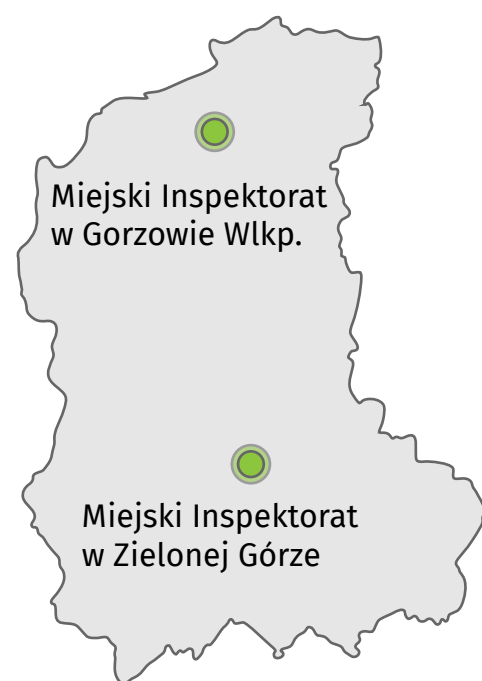 Miejski Inspektorat
w Gorzowie Wlkp.
Miejski Inspektorat
w Zielonej Górze